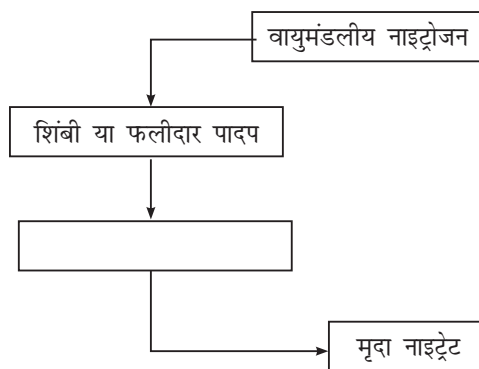 वायुमंडलीय नाइट्रोजन
शिंबी या फलीदार पादप
मृदा नाइट्रेट